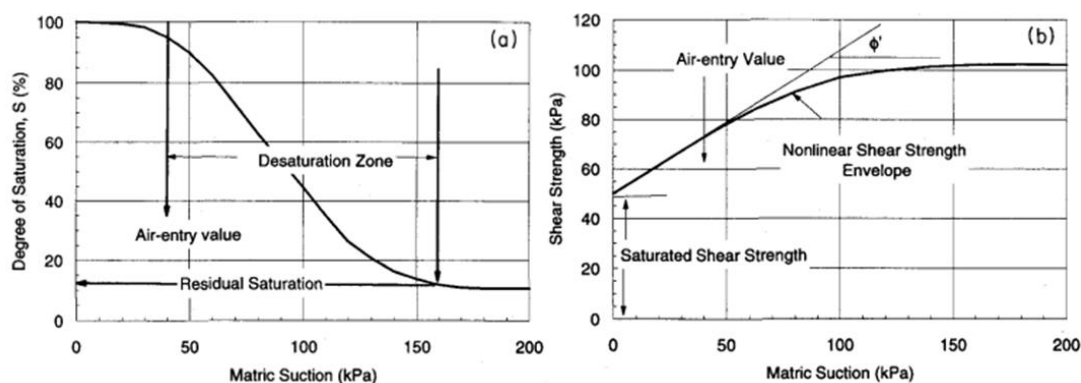 (a)
100
80
60
40
20
0
Degree of Saturation, S (%)
Desaturation Zone
Air-entry value
Residual Saturation
0 50 100 150 200
Matric Suction (kPa)
(b)
120
100
80
60
40
20
0
Shear Strength (kPa)
ϕ'
Air-entry Value
Nonlinear Shear Strength
Envelope
Saturated Shear Strength
0 50 100 150 200
Matric Suction (kPa)